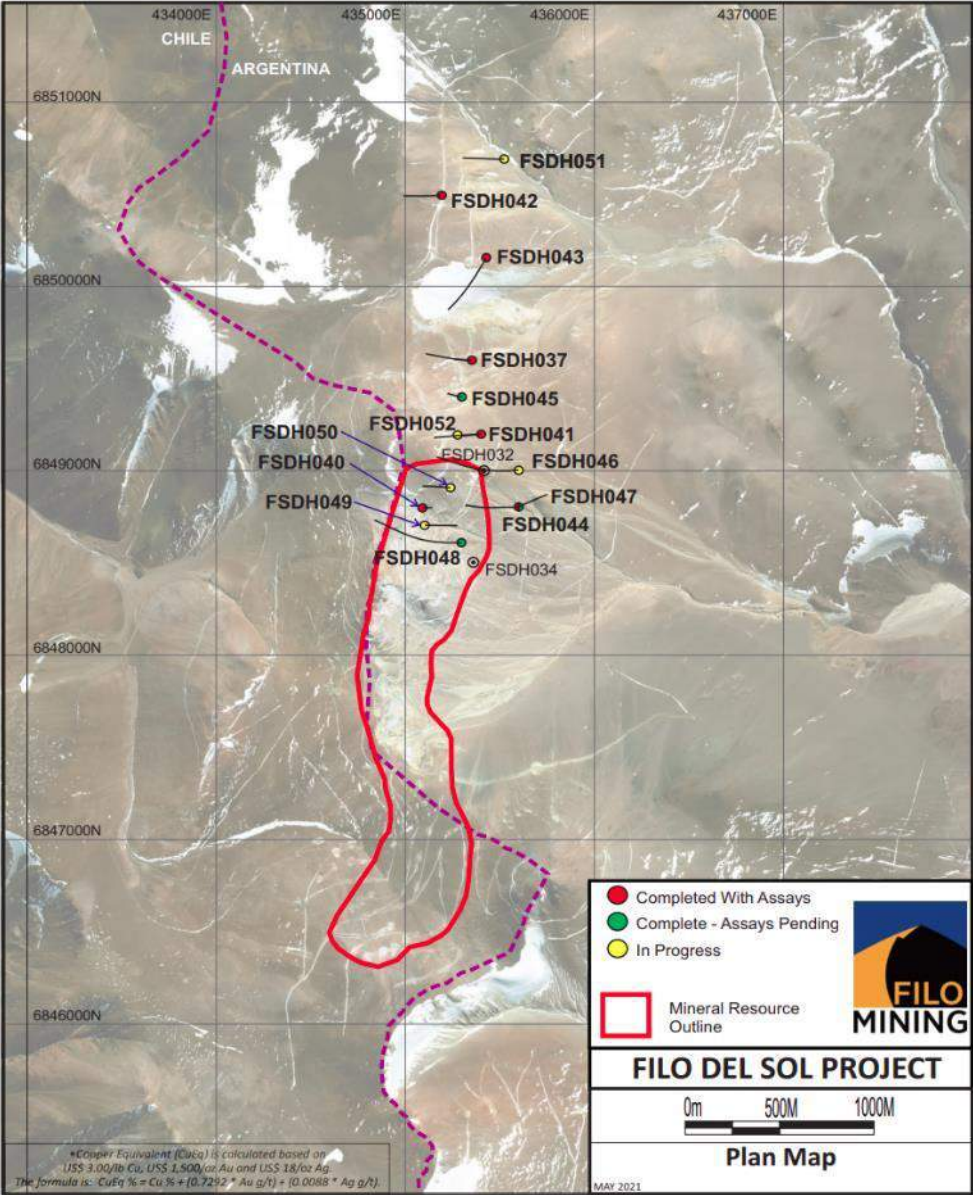 434000E 435000E 436000E 437000E
CHILE
ARGENTINA
6851000N
FSDH051
FSDH042
FSDH043
6850000N
FSDH037
FSDH045
FSDH052
FSDH050
FSDH041
FSDH032
FSDH040
6849000N
FSDH046
FSDH049
FSDH047
FSDH044
FSDH048
FSDH034
6848000N
6847000N
Completed With Assays
Complete - Assays Pending
In Progress
Mineral Resource
Outline
FILO
MINING
6846000N
FILO DEL SOL PROJECT
0m 500M 1000M
Plan Map
MAY 2021
*Copper Equivalent (CuEq) is calculated based on
US$ 3.00/lb Cu, US$ 1,500/oz Au and US$ 18/oz Ag.
The formula is: CuEq % = Cu % + (0.7292 * Au g/t) + (0.0088 * Ag g/t).